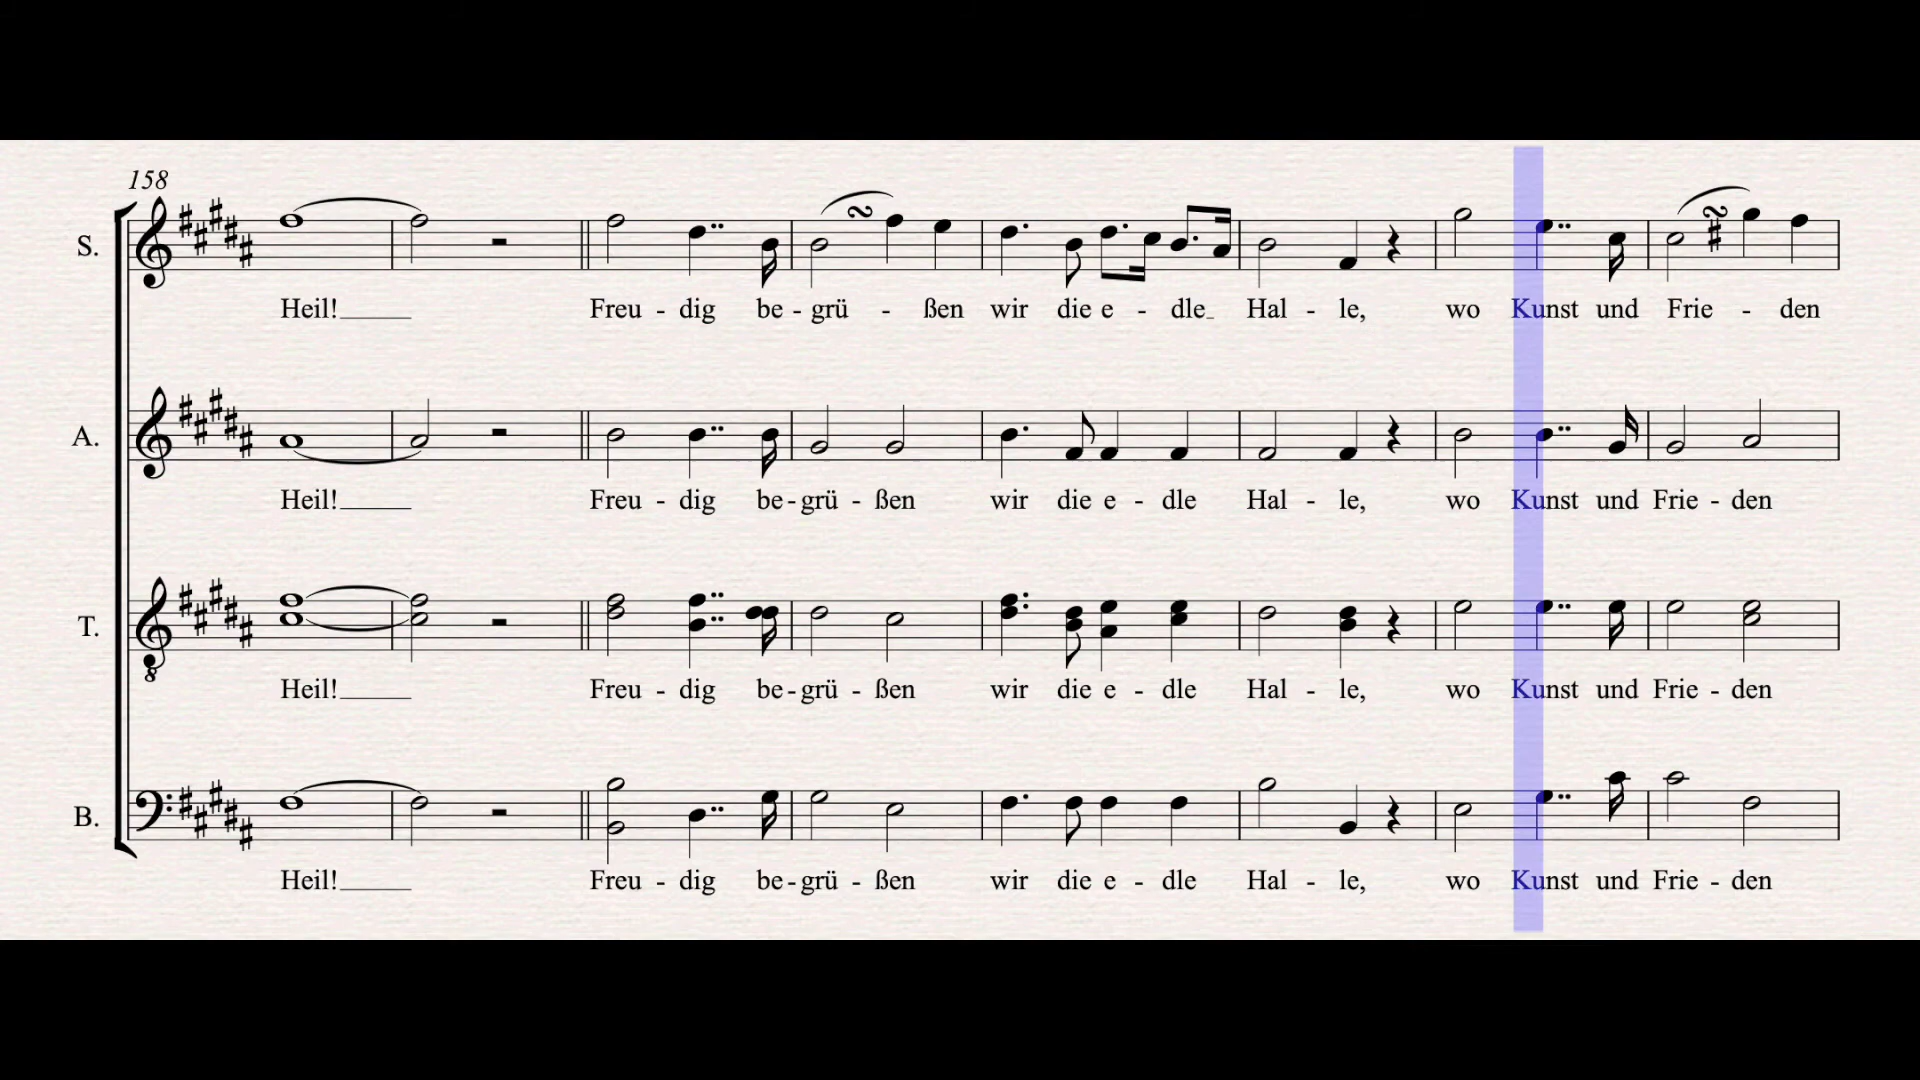 158
S.
Heil!
Freu - dig be - grü - ßen wir die e - dle Hal - le, wo Kunst und Frie - den
A.
Heil!
Freu - dig be - grü - ßen wir die e - dle Hal - le, wo Kunst und Frie - den
T.
Heil!
Freu - dig be - grü - ßen wir die e - dle Hal - le, wo Kunst und Frie - den
B.
Heil!
Freu - dig be - grü - ßen wir die e - dle Hal - le, wo Kunst und Frie - den